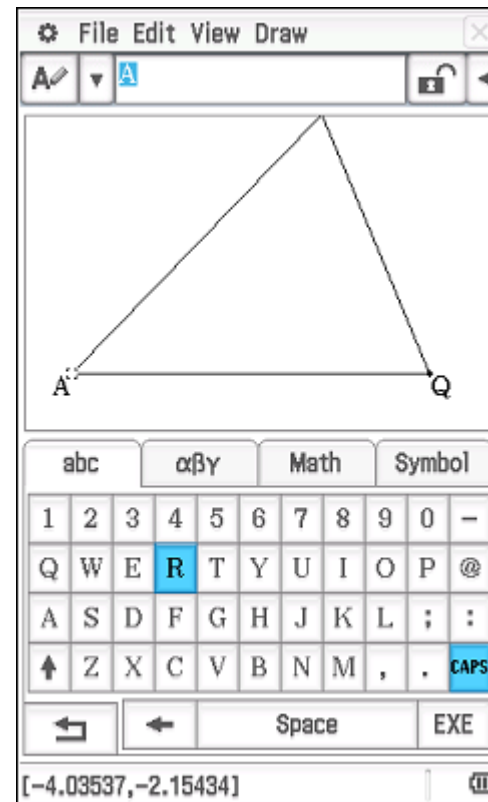 File Edit View Draw
A A
A
Q
abc αβγ Math Symbol
1 2 3 4 5 6 7 8 9 0 −
Q W E R T Y U I O P @
A S D F G H J K L ; :
Z X C V B N M , . CAPS
Space EXE
[−4.03537,−2.15434]